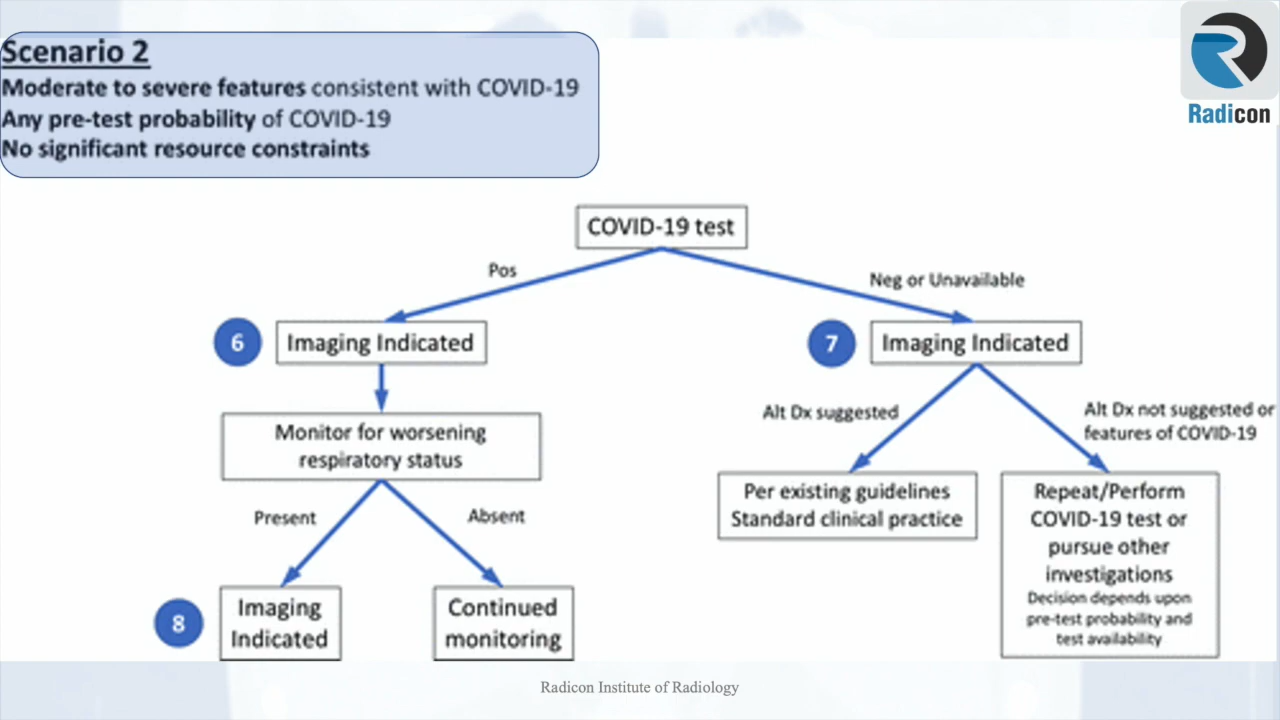 Scenario 2
Moderate to severe features consistent with COVID-19
Any pre-test probability of COVID-19
No significant resource constraints
Radicon
COVID-19 test
Pos
Neg or Unavailable
6
Imaging Indicated
7
Imaging Indicated
Monitor for worsening
respiratory status
Alt Dx suggested
Alt Dx not suggested or
features of COVID-19
Present
Absent
Per existing guidelines
Standard clinical practice
Repeat/Perform
COVID-19 test or
pursue other
investigations
Decision depends upon
pre-test probability and
test availability
8
Imaging
Indicated
Continued
monitoring
Radicon Institute of Radiology